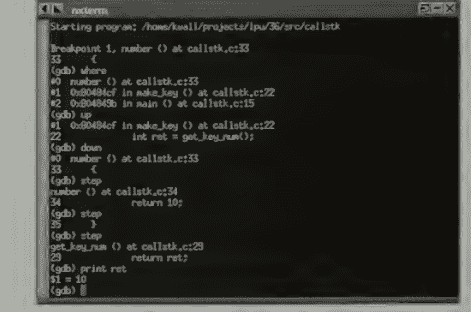 nxterm
Starting program: /home/kwall/projects/lpu/36/src/callstk
Breakpoint 1, number () at callstk.c:33
33 {
(gdb) where
#0 number () at callstk.c:33
#1 0x80484cf in make_key () at callstk.c:22
#2 0x804849b in main () at callstk.c:15
(gdb) up
#1 0x80484cf in make_key () at callstk.c:22
22 int ret = get_key_num();
(gdb) down
#0 number () at callstk.c:33
33 {
(gdb) step
number () at callstk.c:34
34 return 10;
(gdb) step
35 }
(gdb) step
get_key_num () at callstk.c:29
29 return ret;
(gdb) print ret
$1 = 10
(gdb)